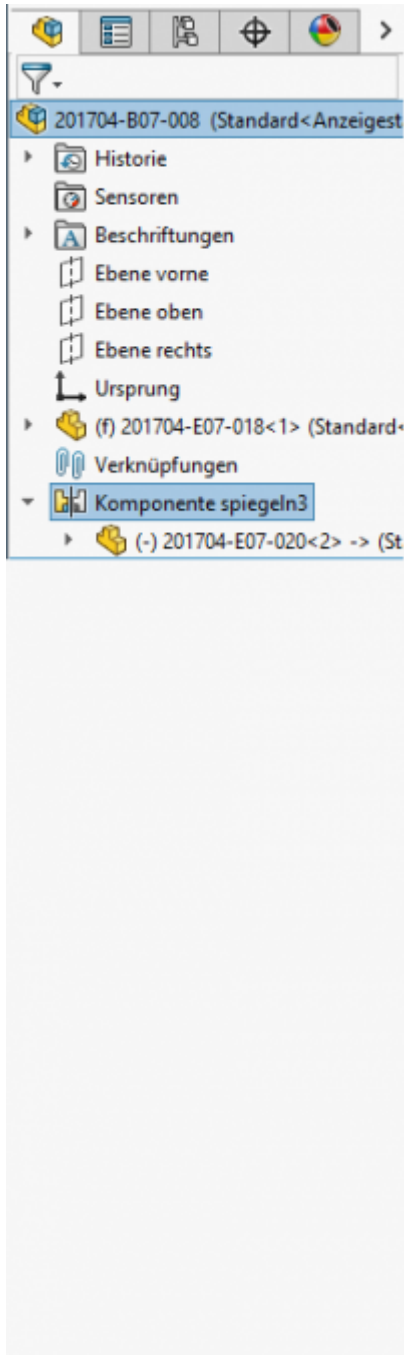 201704-B07-008 (Standard<Anzeigest
Historie
Sensoren
Beschriftungen
Ebene vorne
Ebene oben
Ebene rechts
Ursprung
(f) 201704-E07-018<1> (Standard<
Verknüpfungen
Komponente spiegeln3
(-) 201704-E07-020<2> -> (St